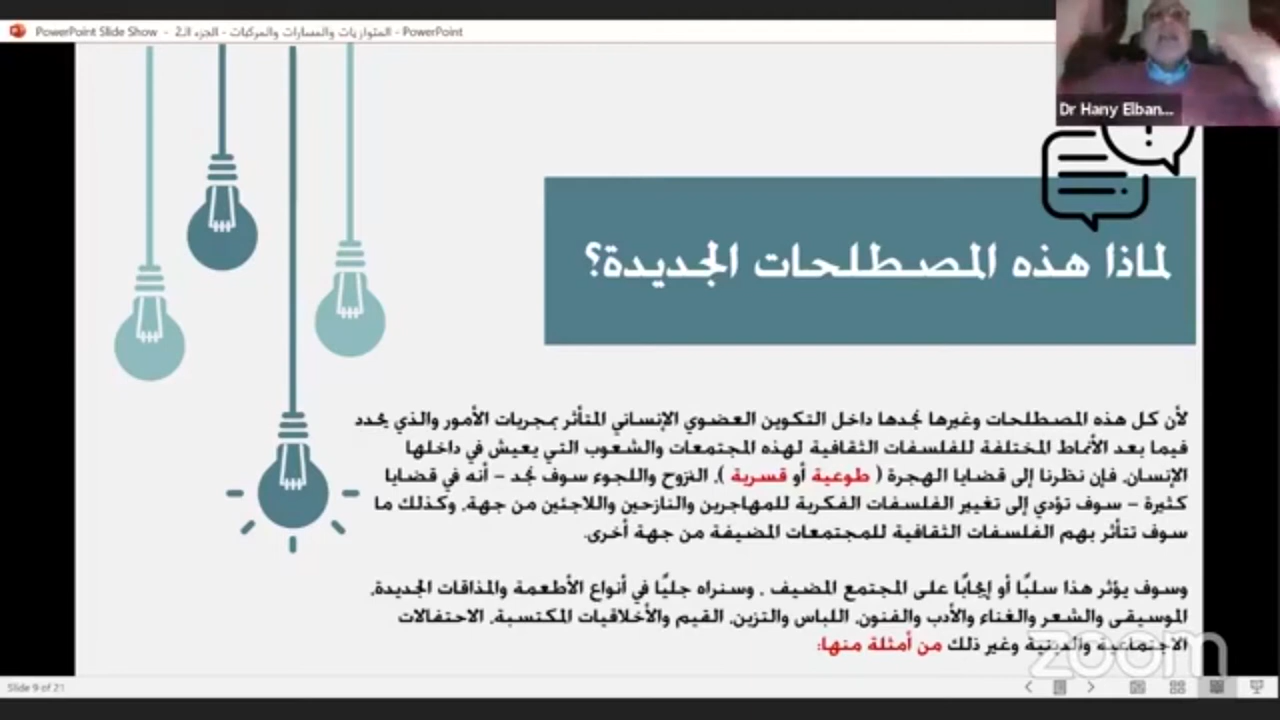 PowerPoint Slide Show - المتوازيات والمسارات والمركبات - الجزء الـ2 - PowerPoint
Dr Hany Elban...
لماذا هذه المصطلحات الجديدة؟
لأن كل هذه المصطلحات وغيرها نجدها داخل التكوين العضوي الإنساني المتأثر بمجريات الأمور والذي يحدد
فيما بعد الأنماط المختلفة للفلسفات الثقافية لهذه المجتمعات والشعوب التي يعيش في داخلها
الإنسان. فإن نظرنا إلى قضايا الهجرة ( طوعية أو قسرية ). النزوح واللجوء سوف نجد – أنه في قضايا
كثيرة – سوف تؤدي إلى تغيير الفلسفات الفكرية للمهاجرين والنازحين واللاجئين من جهة، وكذلك ما
سوف تتأثر بهم الفلسفات الثقافية للمجتمعات المضيفة من جهة أخرى.
وسوف يؤثر هذا سلبًا أو إيجابًا على المجتمع المضيف . وسنراه جليًا في أنواع الأطعمة والمذاقات الجديدة.
الموسيقى والشعر والغناء والأدب والفنون. اللباس والتزين. القيم والأخلاقيات المكتسبة. الاحتفالات
الاجتماعية والدينية وغير ذلك من أمثلة منها:
zoom
Slide 9 of 21